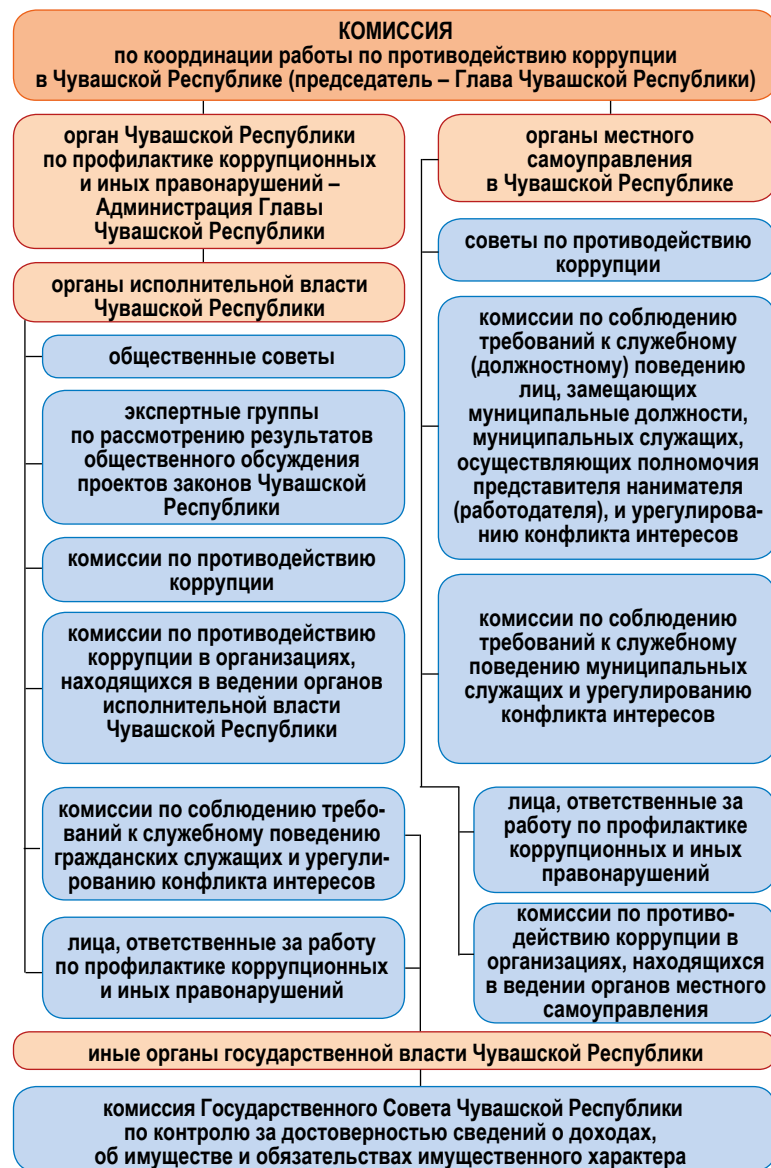 КОМИССИЯ
по координации работы по противодействию коррупции
в Чувашской Республике (председатель – Глава Чувашской Республики)
орган Чувашской Республики
по профилактике коррупционных
и иных правонарушений –
Администрация Главы
Чувашской Республики
органы исполнительной власти
Чувашской Республики
общественные советы
экспертные группы
по рассмотрению результатов
общественного обсуждения
проектов законов Чувашской
Республики
комиссии по противодействию
коррупции
комиссии по противодействию
коррупции в организациях,
находящихся в ведении органов
исполнительной власти
Чувашской Республики
комиссии по соблюдению требо-
ваний к служебному поведению
гражданских служащих и урегули-
рованию конфликта интересов
лица, ответственные за работу
по профилактике коррупционных
и иных правонарушений
органы местного
самоуправления
в Чувашской Республике
советы по противодействию
коррупции
комиссии по соблюдению
требований к служебному
(должностному) поведению
лиц, замещающих
муниципальные должности,
муниципальных служащих,
осуществляющих полномочия
представителя нанимателя
(работодателя), и урегулирова-
нию конфликта интересов
комиссии по соблюдению
требований к служебному
поведению муниципальных
служащих и урегулированию
конфликта интересов
лица, ответственные за
работу по профилактике
коррупционных и иных
правонарушений
комиссии по противо-
действию коррупции в
организациях, находящихся
в ведении органов местного
самоуправления
иные органы государственной власти Чувашской Республики
комиссия Государственного Совета Чувашской Республики
по контролю за достоверностью сведений о доходах,
об имуществе и обязательствах имущественного характера